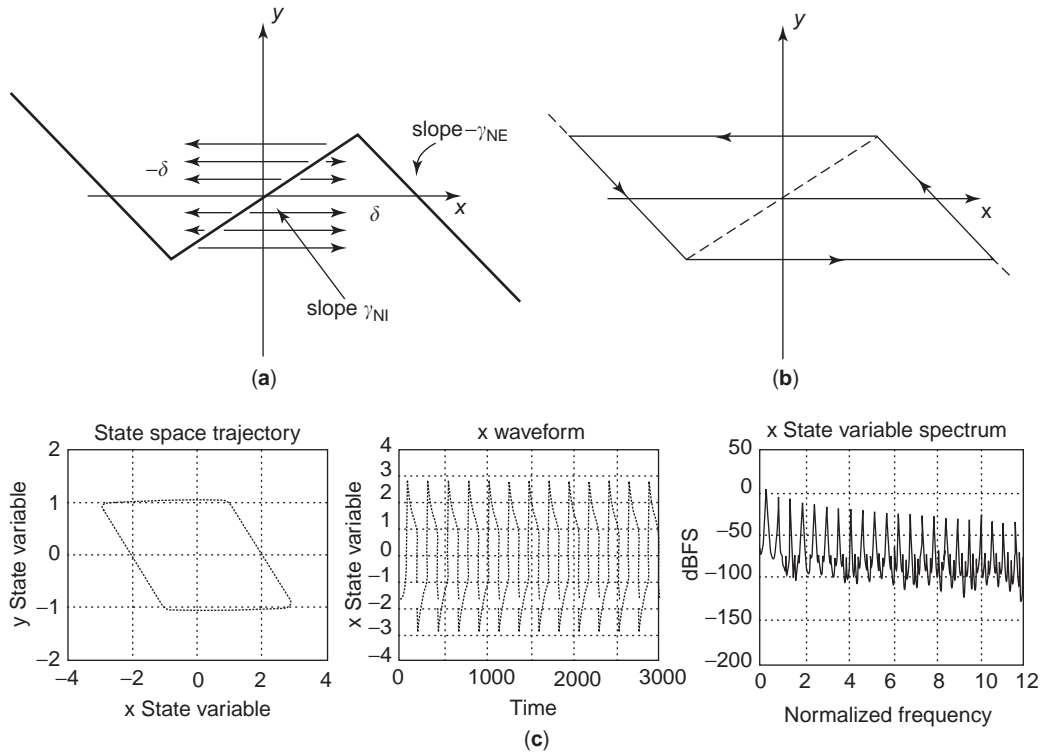 y
slope–γNE
–δ
x
δ
slope γNI
(a)
y
x
(b)
State space trajectory
y State variable
2
1
0
–1
–2
–4
–2
0
2
4
x State variable
x waveform
x State variable
4
3
2
1
0
–1
–2
–3
–4
0
1000
2000
3000
Time
x State variable spectrum
dBFS
50
0
–50
–100
–150
–200
0
2
4
6
8
10
12
Normalized frequency
(c)